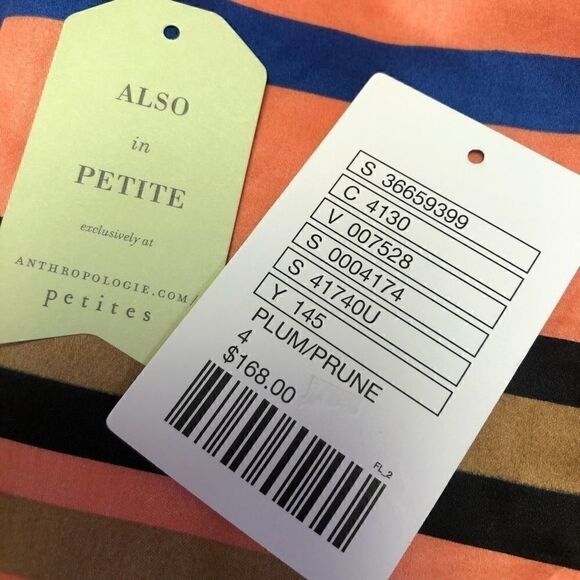 ALSO
in
PETITE
exclusively at
ANTHROPOLOGIE.COM/
petites
S 36659399
C 4130
V 007528
S 0004174
S 41740U
Y 145
PLUM/PRUNE
4
$168.00
FL_2